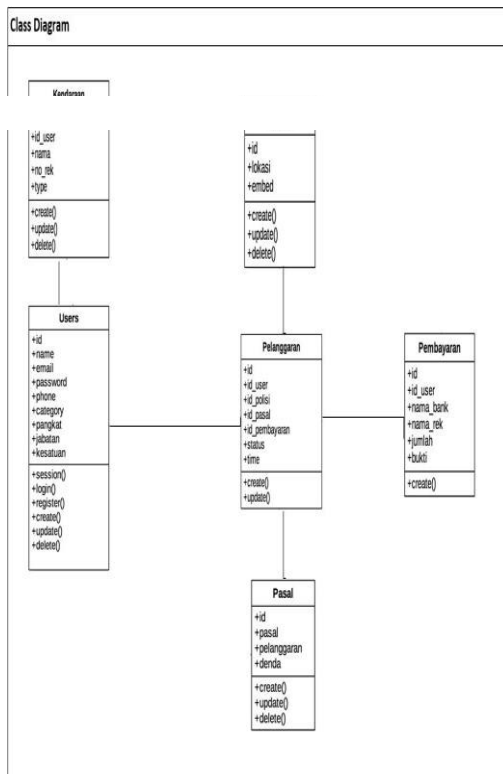 Class Diagram
Kendaraan
+id_user
+nama
+no_rek
+type
+create()
+update()
+delete()
+id
+lokasi
+embed
+create()
+update()
+delete()
Users
+id
+name
+email
+password
+phone
+category
+pangkat
+jabatan
+kesatuan
+session()
+login()
+register()
+create()
+update()
+delete()
Pelanggaran
+id
+id_user
+id_polisi
+id_pasal
+id_pembayaran
+status
+time
+create()
+update()
Pembayaran
+id
+id_user
+nama_bank
+nama_rek
+jumlah
+bukti
+create()
Pasal
+id
+pasal
+pelanggaran
+denda
+create()
+update()
+delete()